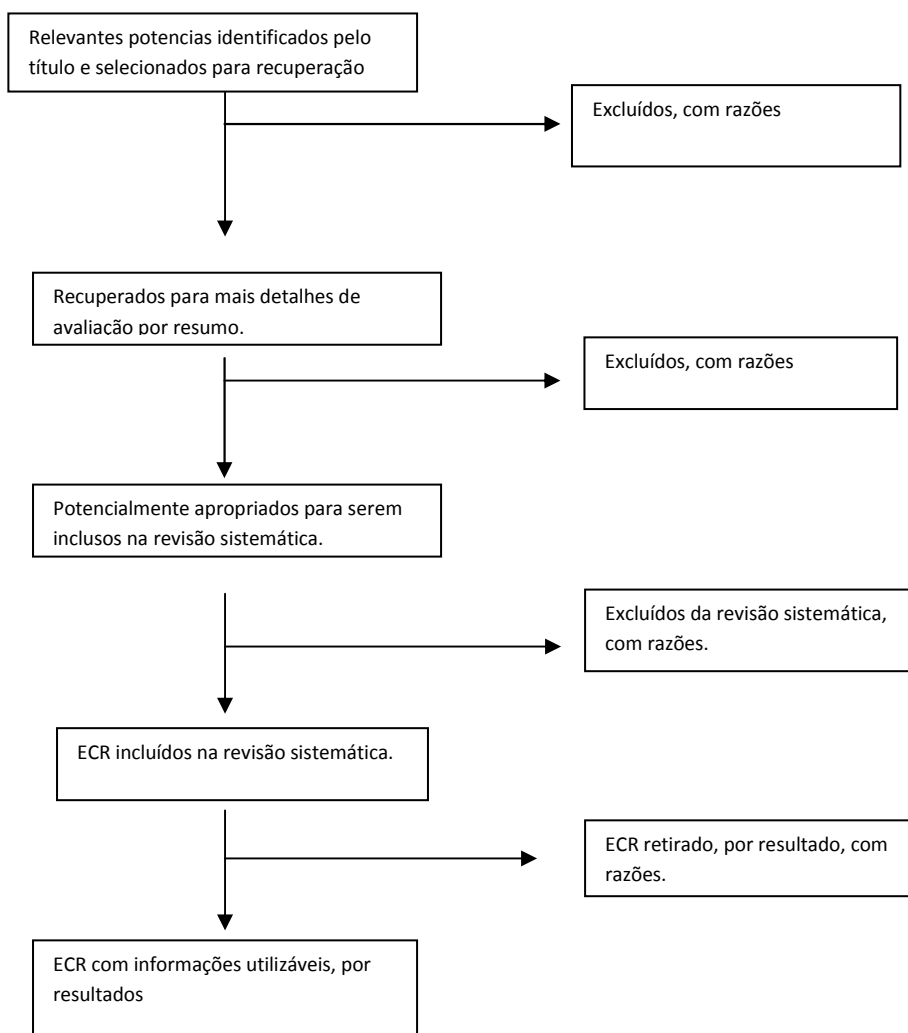 Relevantes potencias identificados pelo
título e selecionados para recuperação
Excluídos, com razões
Recuperados para mais detalhes de
avaliação por resumo.
Excluídos, com razões
Potencialmente apropriados para serem
inclusos na revisão sistemática.
Excluídos da revisão sistemática,
com razões.
ECR incluídos na revisão sistemática.
ECR retirado, por resultado, com
razões.
ECR com informações utilizáveis, por
resultados